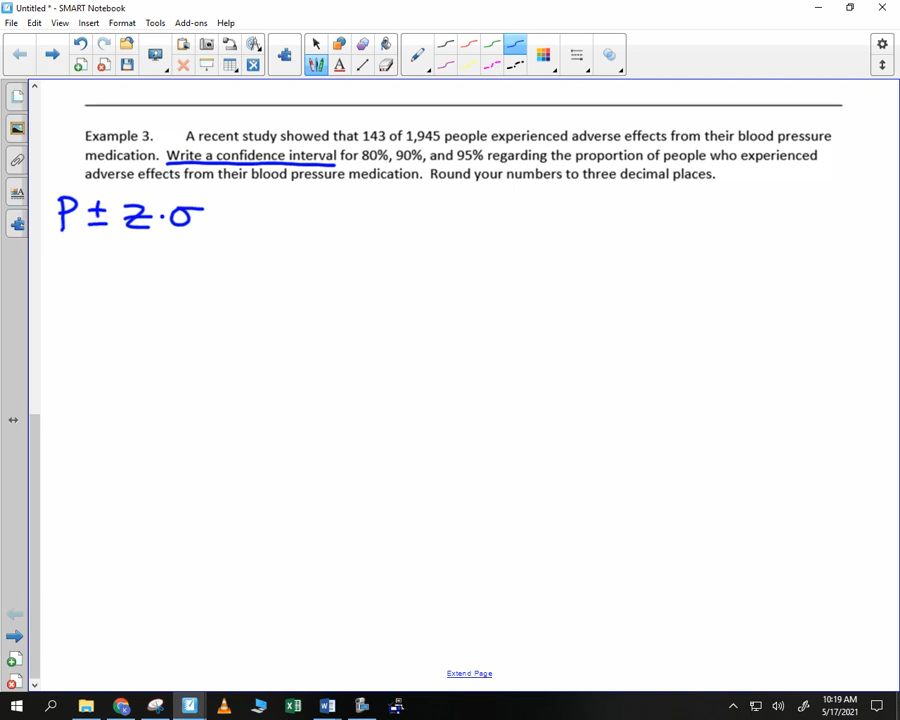 Untitled * - SMART Notebook
File Edit View Insert Format Tools Add-ons Help
Example 3. A recent study showed that 143 of 1,945 people experienced adverse effects from their blood pressure
medication. Write a confidence interval for 80%, 90%, and 95% regarding the proportion of people who experienced
adverse effects from their blood pressure medication. Round your numbers to three decimal places.
P ± z · σ
Extend Page
10:19 AM
5/17/2021